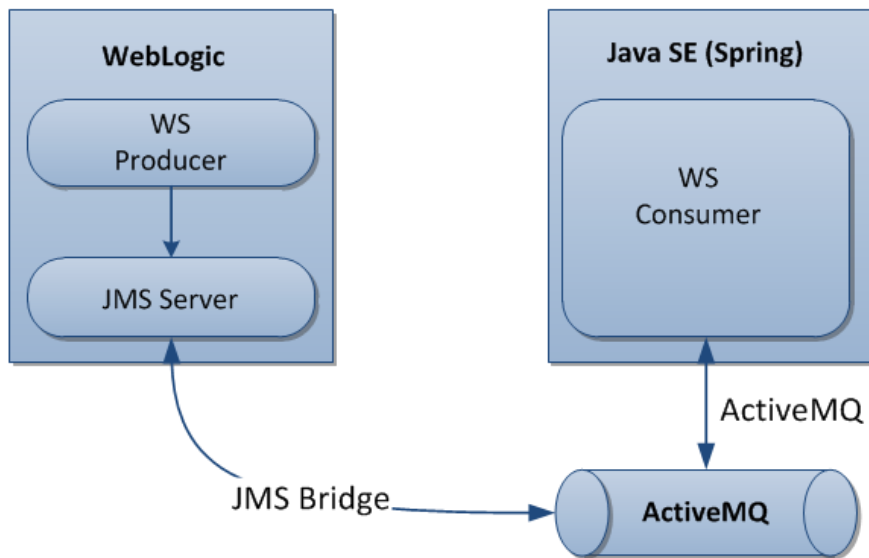 WebLogic
WS
Producer
JMS Server
Java SE (Spring)
WS
Consumer
ActiveMQ
JMS Bridge
ActiveMQ